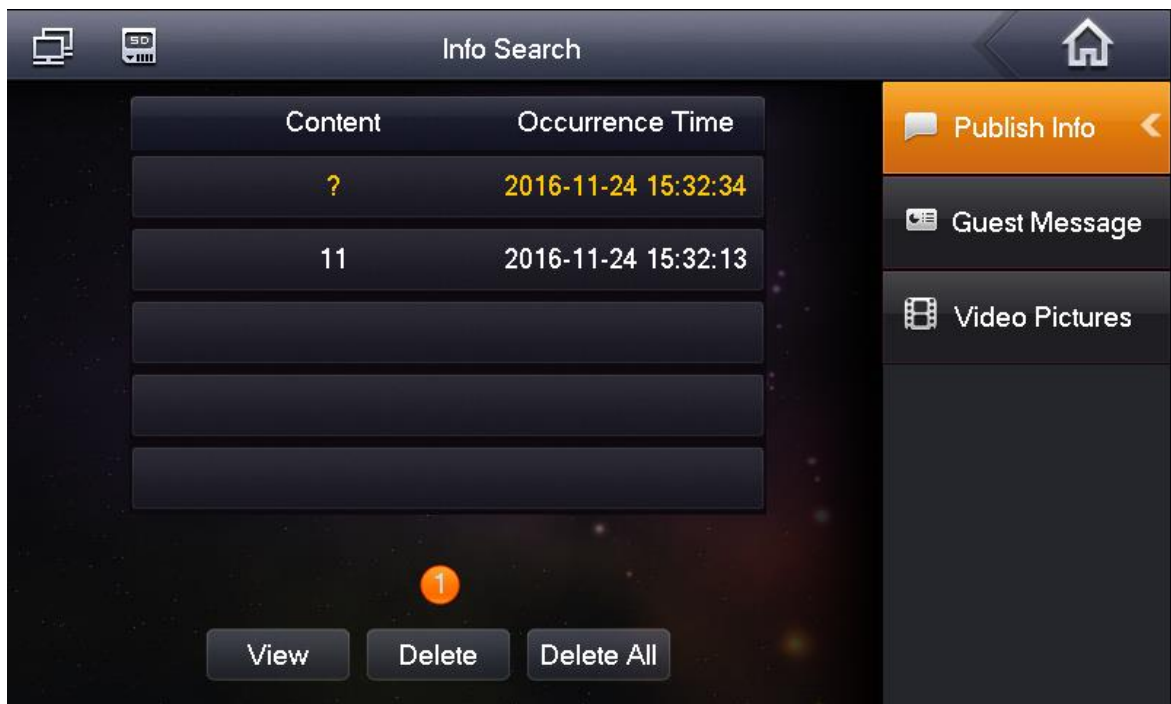 SD
Info Search
Content Occurrence Time
? 2016-11-24 15:32:34
11 2016-11-24 15:32:13
1
View Delete Delete All
Publish Info
Guest Message
Video Pictures